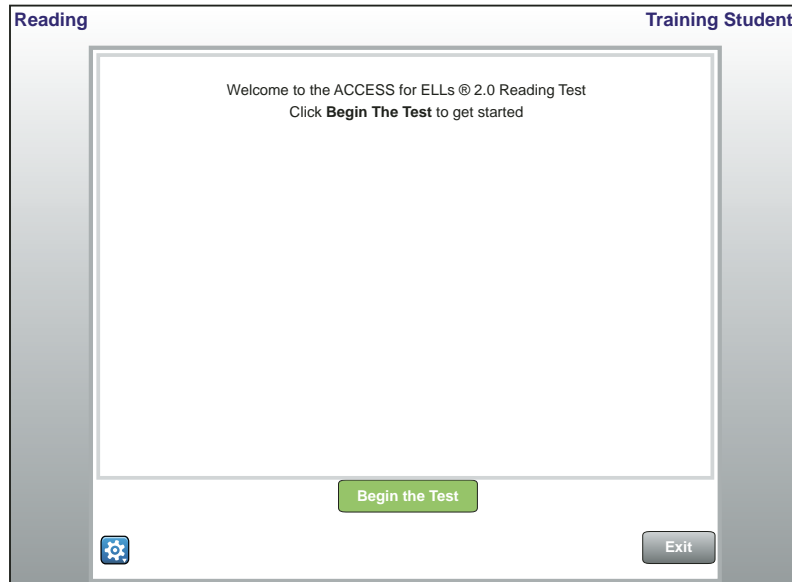 Reading
Training Student
Welcome to the ACCESS for ELLs ® 2.0 Reading Test
Click Begin The Test to get started
Begin the Test
Exit